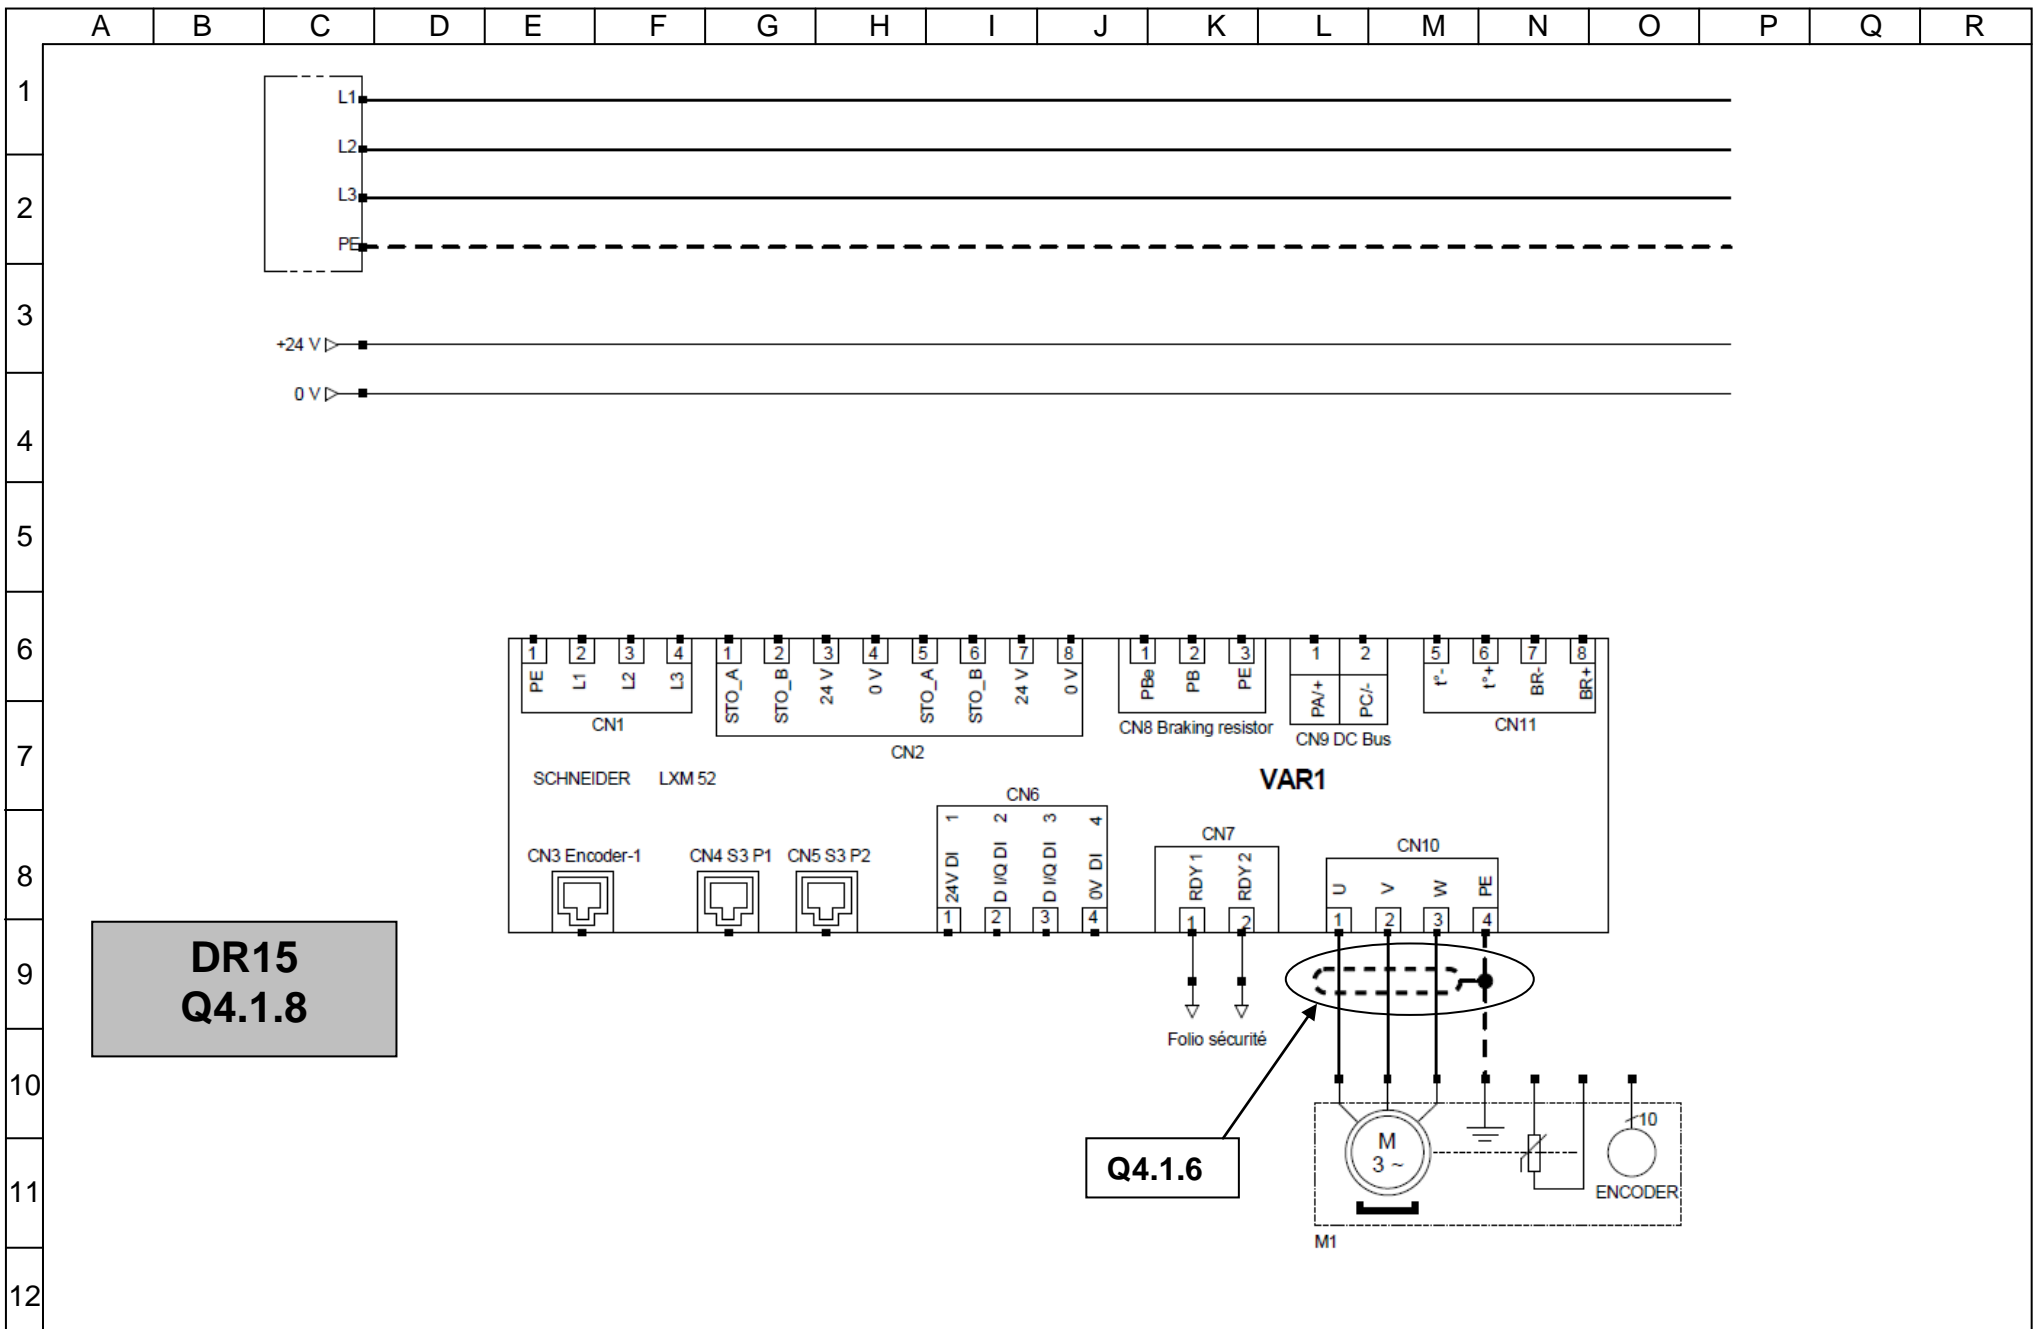 A B C D E F G H I J K L M N O P Q R
1
L1
L2
2
L3
PE
3
+24 V
0 V
4
5
6
1 2 3 4 1 2 3 4 5 6 7 8 1 2 3 1 2 5 6 7 8
PE L1 L2 L3 STO_A STO_B 24 V 0 V STO_A STO_B 24 V 0 V PBe PB PE PA/+ PC/- t°- t°+ BR- BR+
CN1 CN2 CN8 Braking resistor CN9 DC Bus CN11
7
SCHNEIDER LXM 52 VAR1
CN6
1 2 3 4
CN7
CN10
8
CN3 Encoder-1 CN4 S3 P1 CN5 S3 P2
24V DI D I/Q DI D I/Q DI 0V DI RDY 1 RDY 2 U V W PE
1 2 3 4 1 2 1 2 3 4
9
DR15
Q4.1.8
Folio sécurité
10
10
M
3 ~
Q4.1.6
11
ENCODER
M1
12